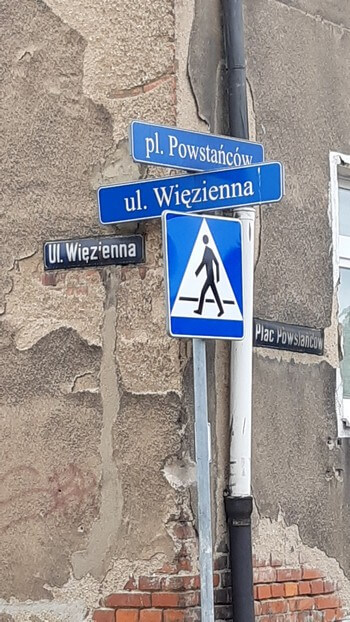 pl. Powstańców
ul. Więzienna
Ul. Więzienna
Plac Powstańców